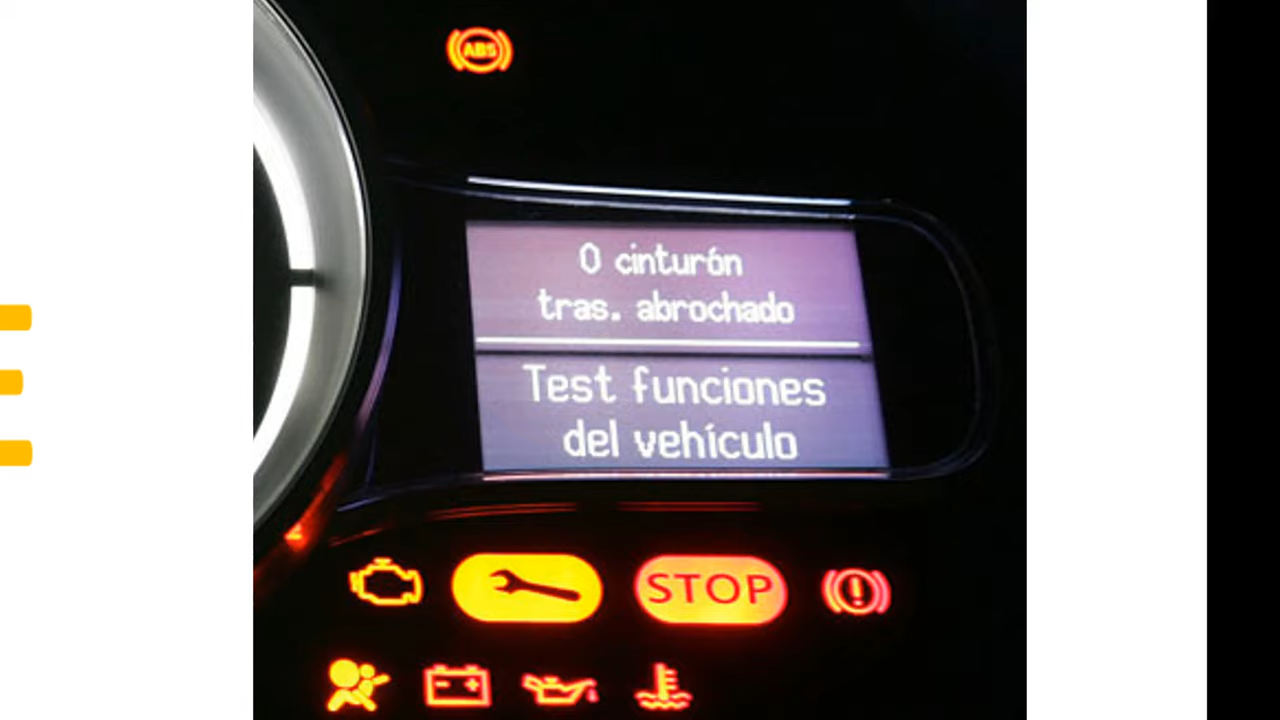 ABS
0 cinturón
tras. abrochado
Test funciones
del vehículo
STOP